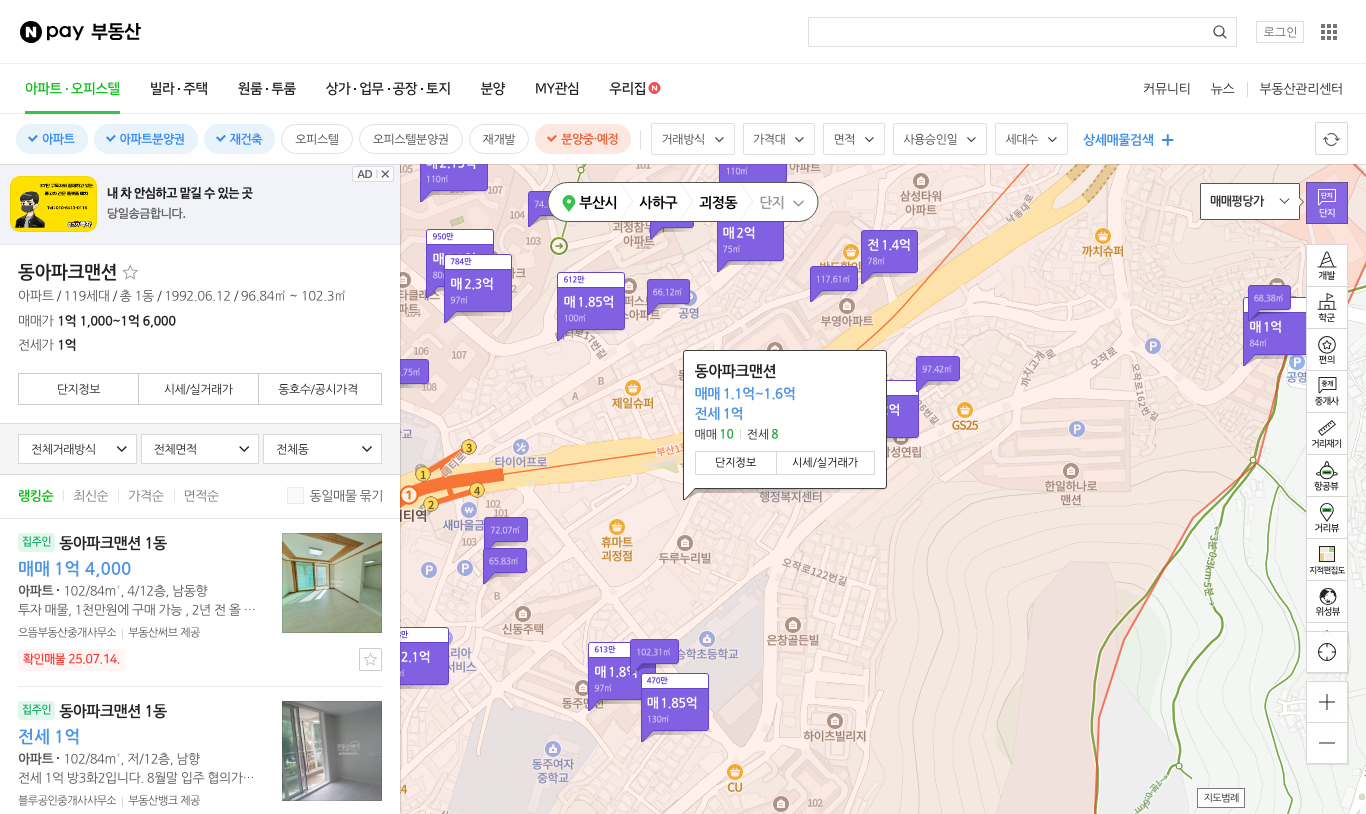 N pay 부동산
로그인
아파트·오피스텔 빌라·주택 원룸·투룸 상가·업무·공장·토지 분양 MY관심 우리집 N
커뮤니티 뉴스 부동산관리센터
아파트 아파트분양권 재건축 오피스텔 오피스텔분양권 재개발 분양중·예정 거래방식 가격대 면적 사용승인일 세대수 상세매물검색
AD
내 차 안심하고 맡길 수 있는 곳
당일송금합니다.
동아파크맨션
아파트 / 119세대 / 총 1동 / 1992.06.12 / 96.84㎡ ~ 102.3㎡
매매가 1억 1,000~1억 6,000
전세가 1억
단지정보 시세/실거래가 동호수/공시가격
전체거래방식 전체면적 전체동
랭킹순 최신순 가격순 면적순 동일매물 묶기
집주인 동아파크맨션 1동
매매 1억 4,000
아파트 · 102/84m², 4/12층, 남동향
투자 매물, 1천만원에 구매 가능 , 2년 전 올 …
으뜸부동산중개사무소 부동산써브 제공
확인매물 25.07.14.
집주인 동아파크맨션 1동
전세 1억
아파트 · 102/84m², 저/12층, 남향
전세 1억 방3화2입니다. 8월말 입주 협의가…
블루공인중개사사무소 부동산뱅크 제공
부산시 사하구 괴정동 단지
매매평당가
단지
개발
학군
편의
중개사
거리재기
항공뷰
거리뷰
지적편집도
위성뷰
지도범례
105
110㎡
110㎡
아파트
107
104
103
삼성타워
아파트
낙동대로
까치슈퍼
매 2억
75㎡
전 1.4억
78㎡
117.61㎡
950만
784만
매 2.3억
97㎡
612만
매 1.85억
100㎡
66.12㎡
공영
부영아파트
68.38㎡
매 1억
84㎡
공영
106
107
108
.75㎡
B
A
제일슈퍼
동아파크맨션
매매 1.1억~1.6억
전세 1억
매매 10 전세 8
단지정보 시세/실거래가
97.42㎡
GS25
까치고개로
오작로
오작로162번길
P
행정복지센터
한일하나로
맨션
3
1
4
2
1
티역
타이어프로
102
101
103
72.07㎡
65.83㎡
휴마트
괴정점
두루누리빌
오작로122번길
B
신동주택
은창골든빌
승학초등학교
2.1억
613만
매 1.8억
97㎡
102.31㎡
470만
매 1.85억
130㎡
하이츠빌리지
동주여자
중학교
CU
102